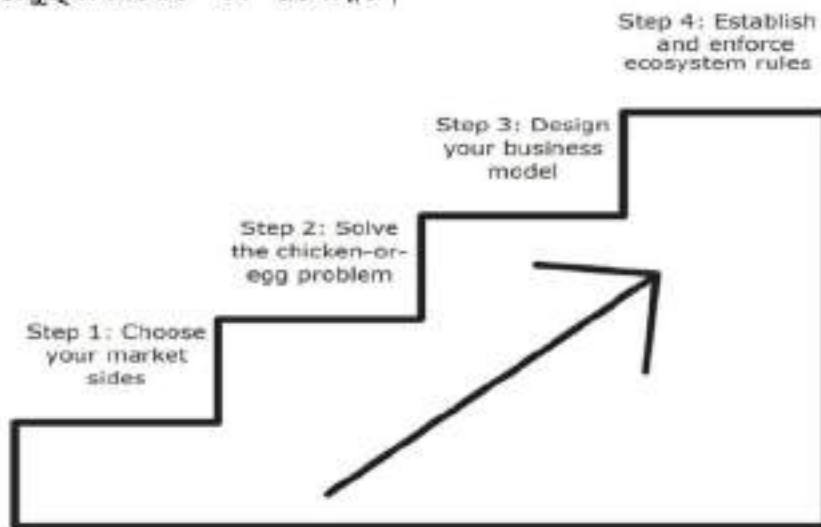 Step 4: Establish
and enforce
ecosystem rules
Step 3: Design
your business
model
Step 2: Solve
the chicken-or-
egg problem
Step 1: Choose
your market
sides